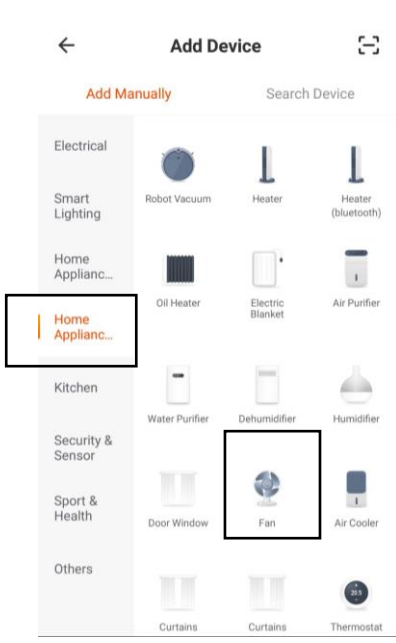 Add Device
Add Manually
Search Device
Electrical
Smart
Lighting
Home
Applianc...
Home
Applianc...
Kitchen
Security &
Sensor
Sport &
Health
Others
Robot Vacuum
Heater
Heater
(bluetooth)
Oil Heater
Electric
Blanket
Air Purifier
Water Purifier
Dehumidifier
Humidifier
Door Window
Fan
Air Cooler
Curtains
Curtains
20.5
Thermostat